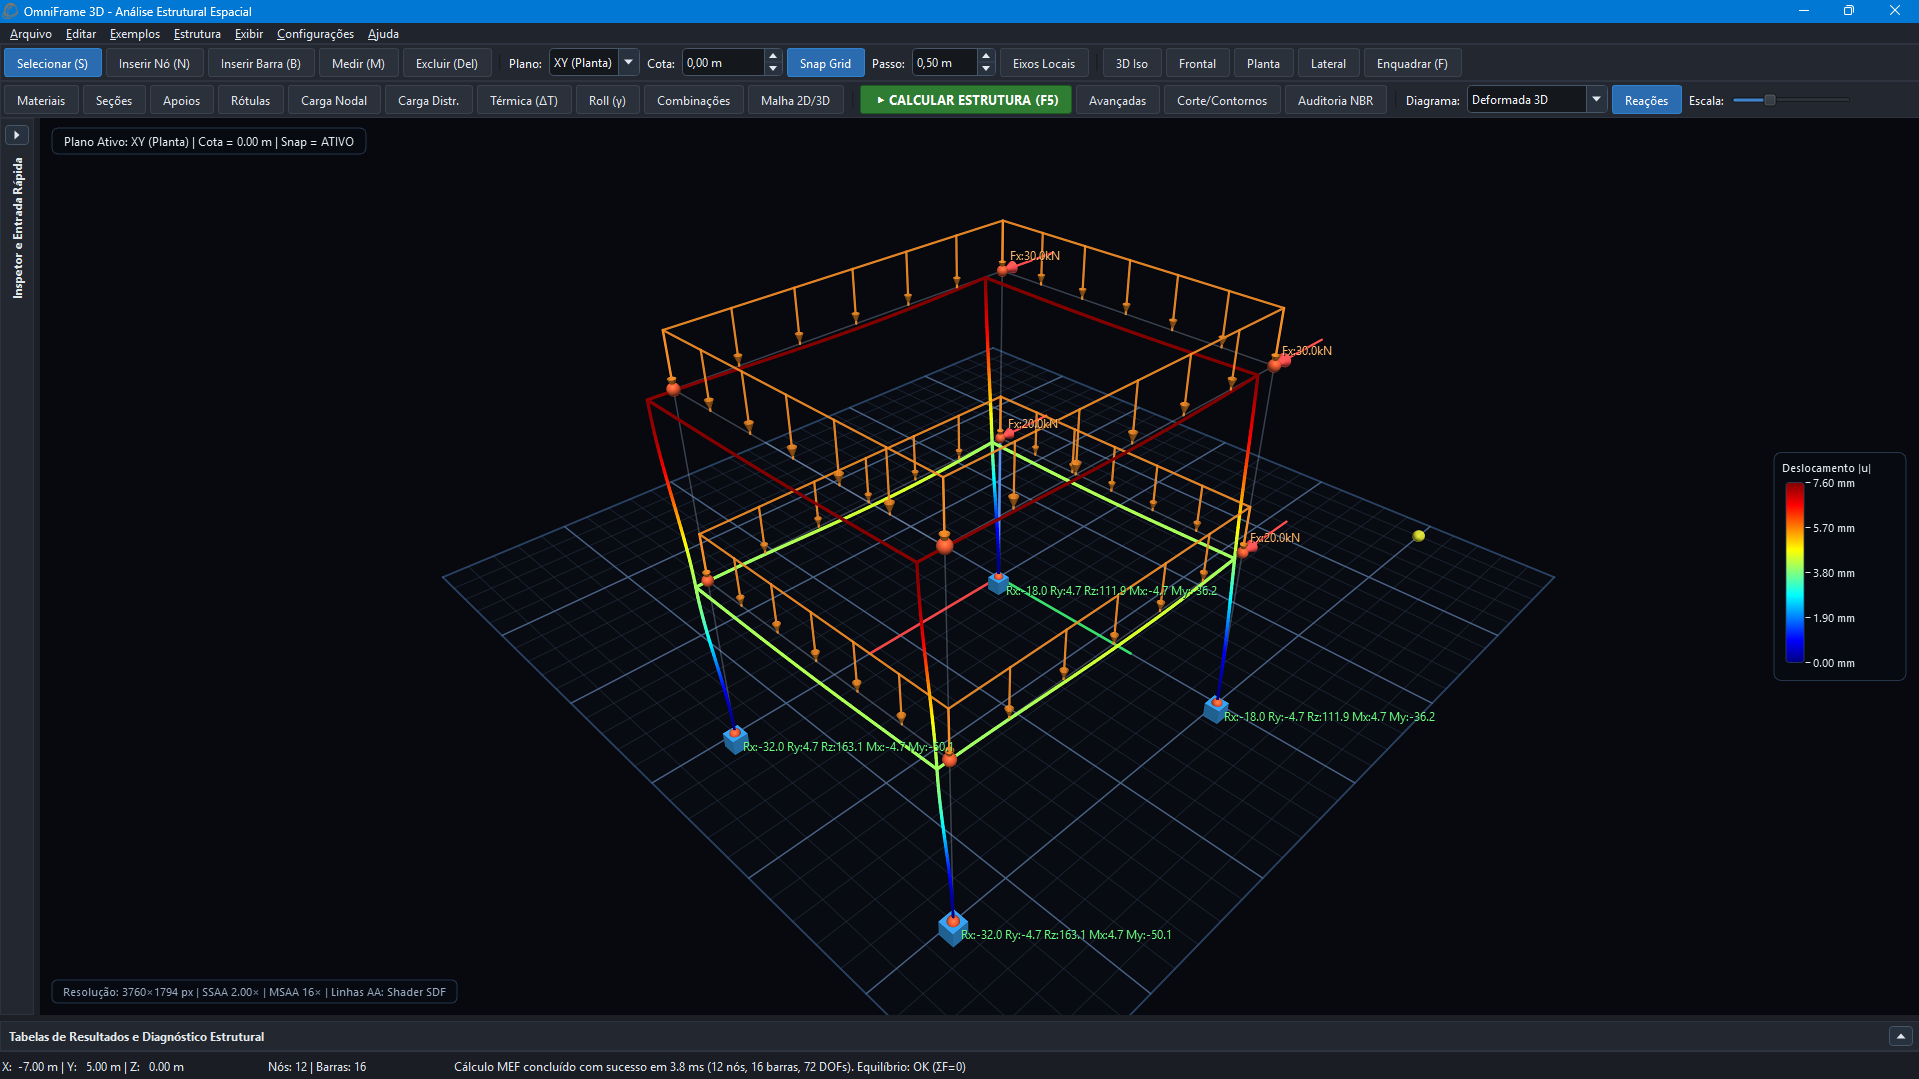 OmniFrame 3D - Análise Estrutural Espacial
Arquivo Editar Exemplos Estrutura Exibir Configurações Ajuda
Selecionar (S) Inserir Nó (N) Inserir Barra (B) Medir (M) Excluir (Del) Plano: XY (Planta) Cota: 0,00 m Snap Grid Passo: 0,50 m Eixos Locais 3D Iso Frontal Planta Lateral Enquadrar (F)
Materiais Seções Apoios Rótulas Carga Nodal Carga Distr. Térmica (ΔT) Roll (γ) Combinações Malha 2D/3D CALCULAR ESTRUTURA (F5) Avançadas Corte/Contornos Auditoria NBR Diagrama: Deformada 3D Reações Escala:
Inspetor e Entrada Rápida
Plano Ativo: XY (Planta) | Cota = 0.00 m | Snap = ATIVO
Fx:30.0kN
Fx:30.0kN
Fx:20.0kN
Fx:20.0kN
Rx:-18.0 Ry:4.7 Rz:111.9 Mx:-4.7 My:-36.2
Rx:-18.0 Ry:-4.7 Rz:111.9 Mx:4.7 My:-36.2
Rx:-32.0 Ry:4.7 Rz:163.1 Mx:-4.7 My:-50.1
Rx:-32.0 Ry:-4.7 Rz:163.1 Mx:4.7 My:-50.1
Deslocamento |u|
7.60 mm
5.70 mm
3.80 mm
1.90 mm
0.00 mm
Resolução: 3760×1794 px | SSAA 2.00× | MSAA 16× | Linhas AA: Shader SDF
Tabelas de Resultados e Diagnóstico Estrutural
X: -7.00 m | Y: 5.00 m | Z: 0.00 m Nós: 12 | Barras: 16 Cálculo MEF concluído com sucesso em 3.8 ms (12 nós, 16 barras, 72 DOFs). Equilíbrio: OK (ΣF=0)